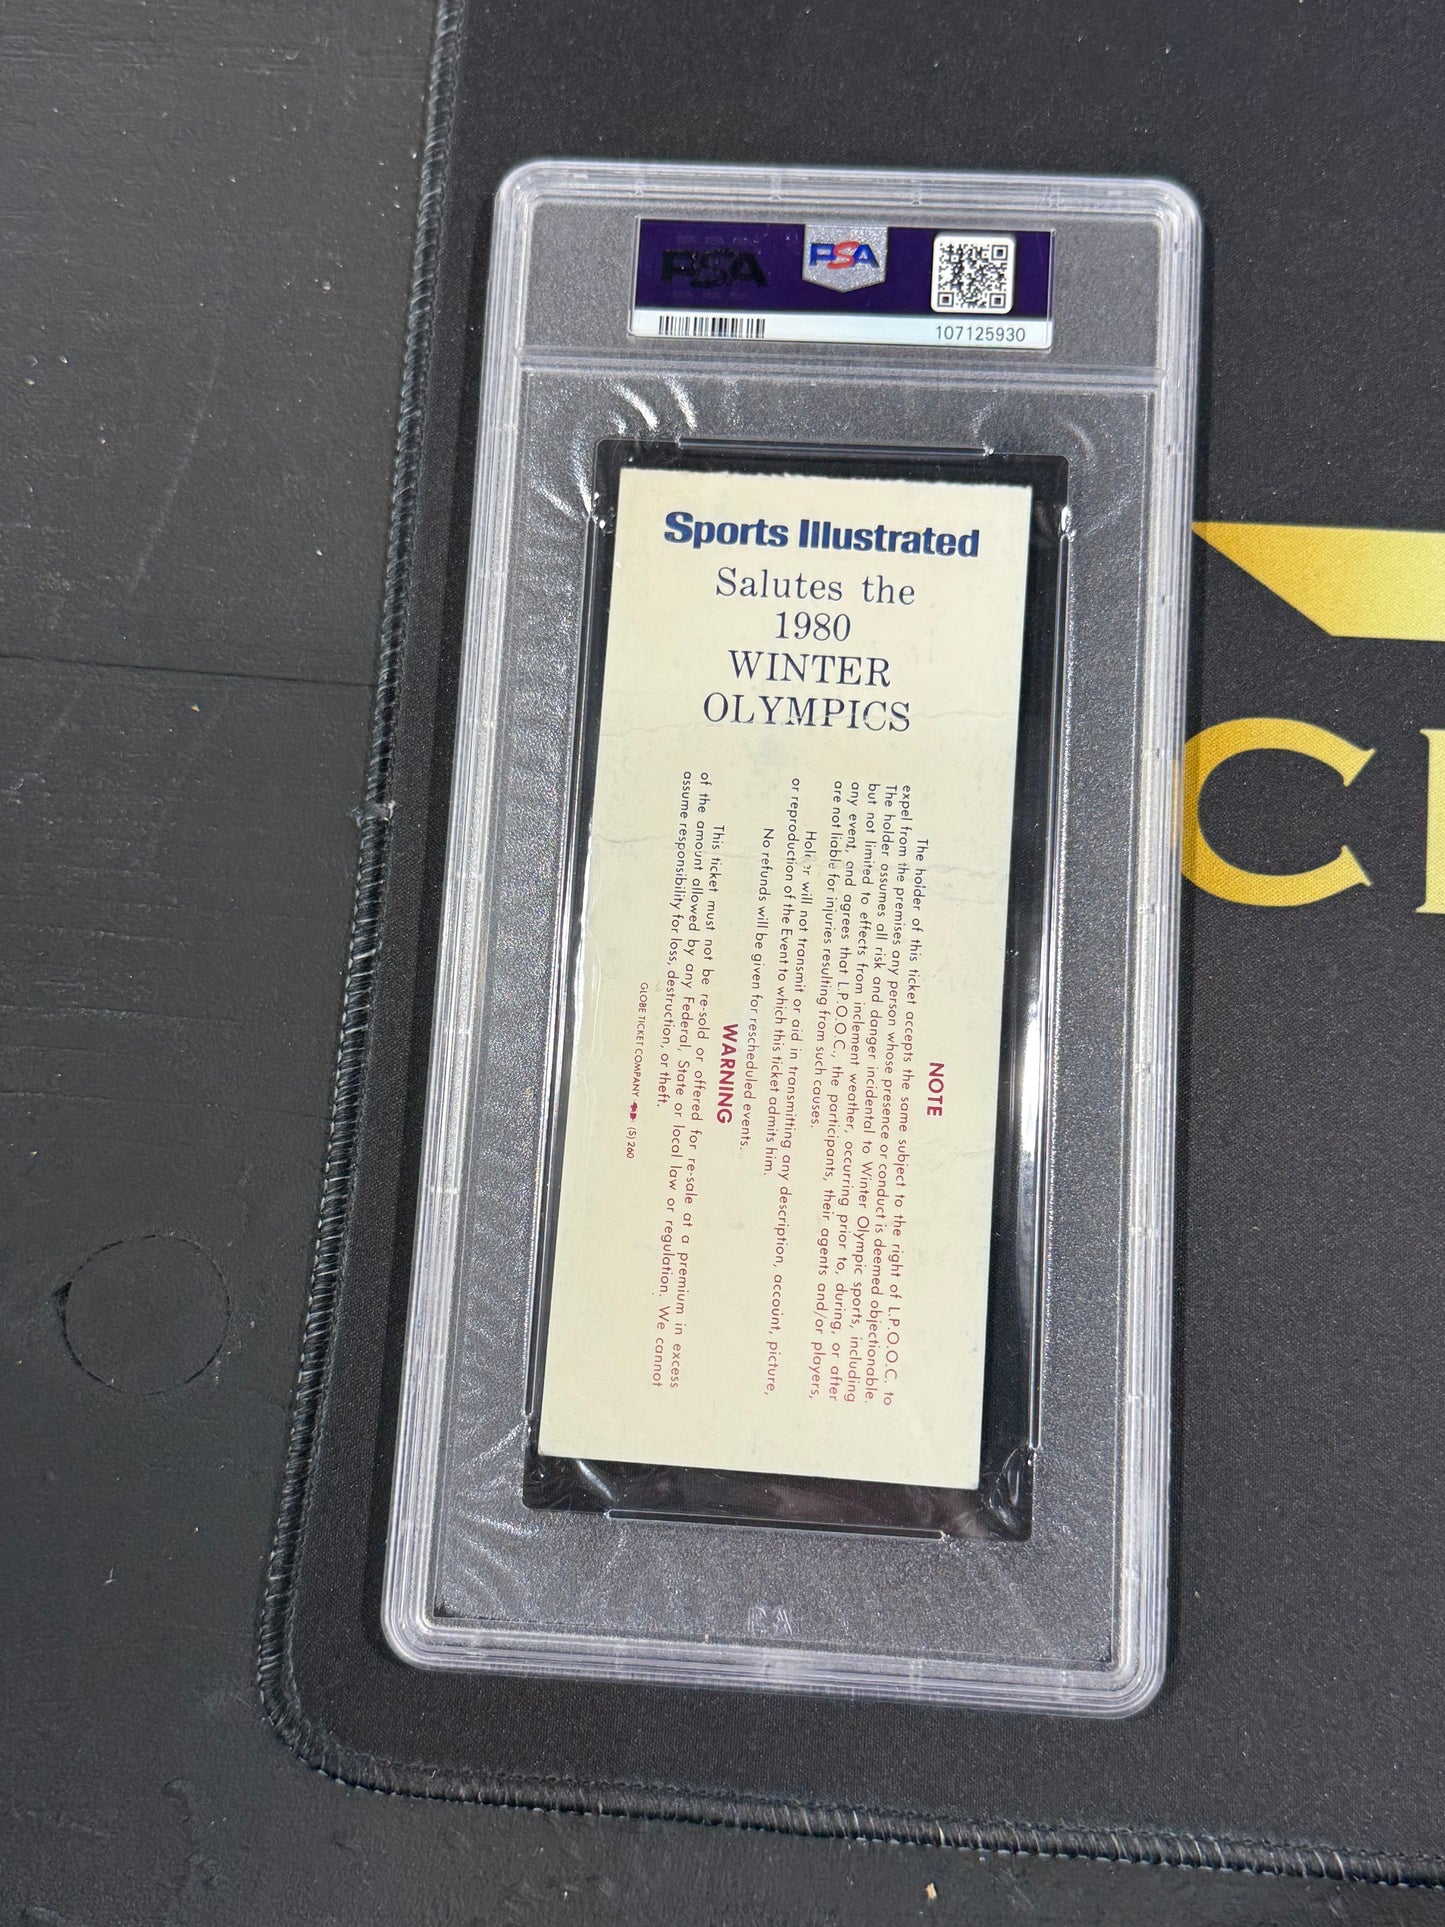 PSA
PSA
107125930
Sports Illustrated
Salutes the
1980
WINTER
OLYMPICS
NOTE
The holder of this ticket accepts the same subject to the right of L.P.O.O.C. to
expel from the premises any person whose presence or conduct is deemed objectionable.
The holder assumes all risk and danger incidental to Winter Olympic sports, including
but not limited to effects from inclement weather, occurring prior to, during, or after
any event, and agrees that L.P.O.O.C., the participants, their agents and/or players,
are not liable for injuries resulting from such causes.
Holder will not transmit or aid in transmitting any description, account, picture,
or reproduction of the Event to which this ticket admits him.
No refunds will be given for rescheduled events.
WARNING
This ticket must not be re-sold or offered for re-sale at a premium in excess
of the amount allowed by any Federal, State or local law or regulation. We cannot
assume responsibility for loss, destruction, or theft.
GLOBE TICKET COMPANY (5) 260